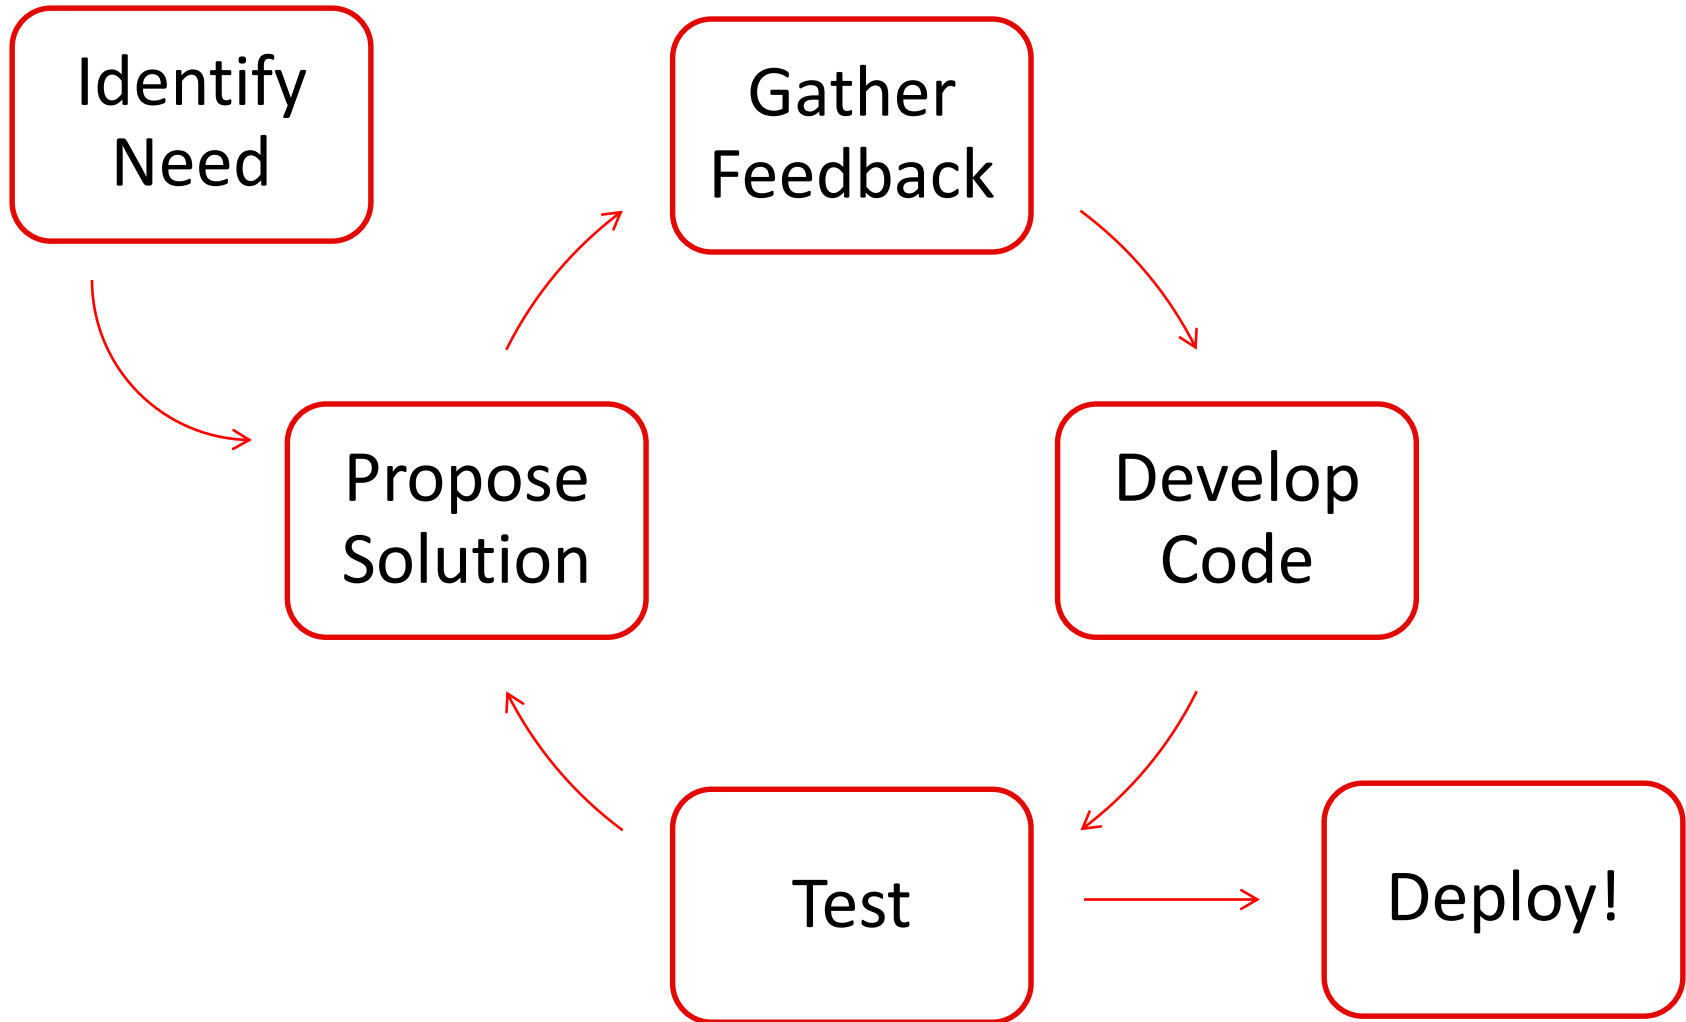 Identify
Need
Gather
Feedback
Propose
Solution
Develop
Code
Test
Deploy!